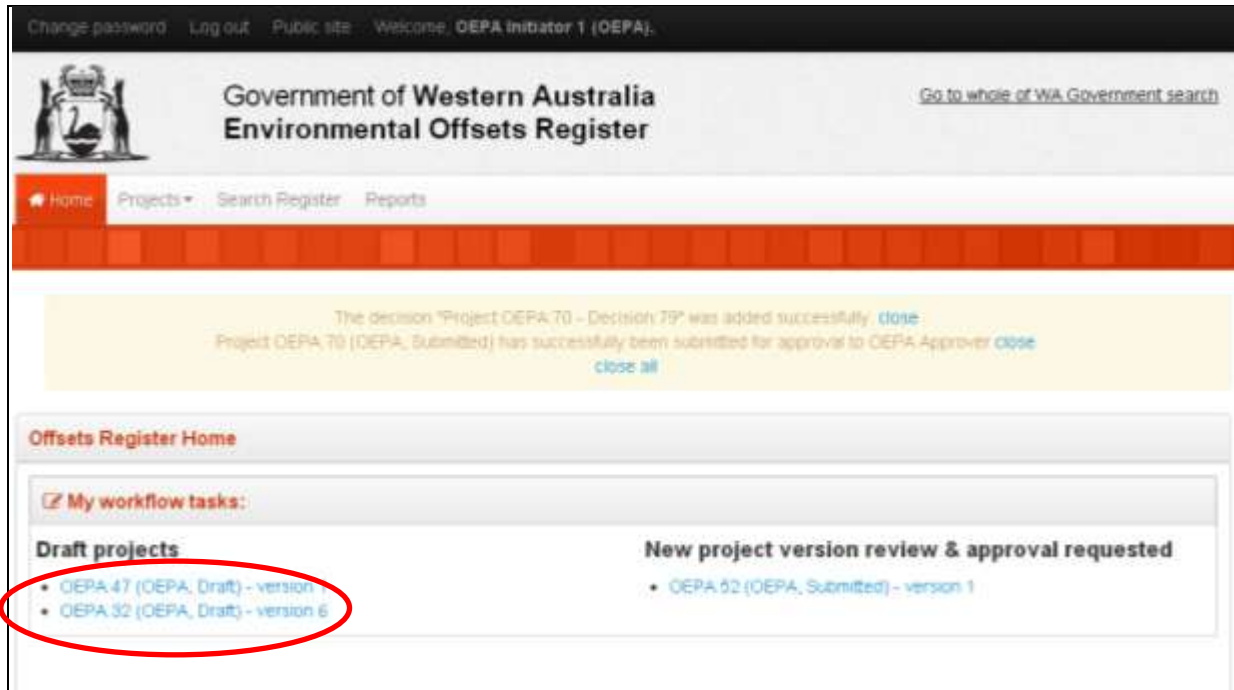 Change password Log out Public site Welcome, OEPA Initiator 1 (OEPA).
Government of Western Australia
Environmental Offsets Register
Go to whole of WA Government search
Home Projects Search Register Reports
The decision "Project OEPA 70 - Decision 79" was added successfully. close
Project OEPA 70 (OEPA, Submitted) has successfully been submitted for approval to OEPA Approver close
close all
Offsets Register Home
My workflow tasks:
Draft projects
OEPA 47 (OEPA, Draft) - version
OEPA 32 (OEPA, Draft) - version 6
New project version review & approval requested
OEPA 52 (OEPA, Submitted) - version 1